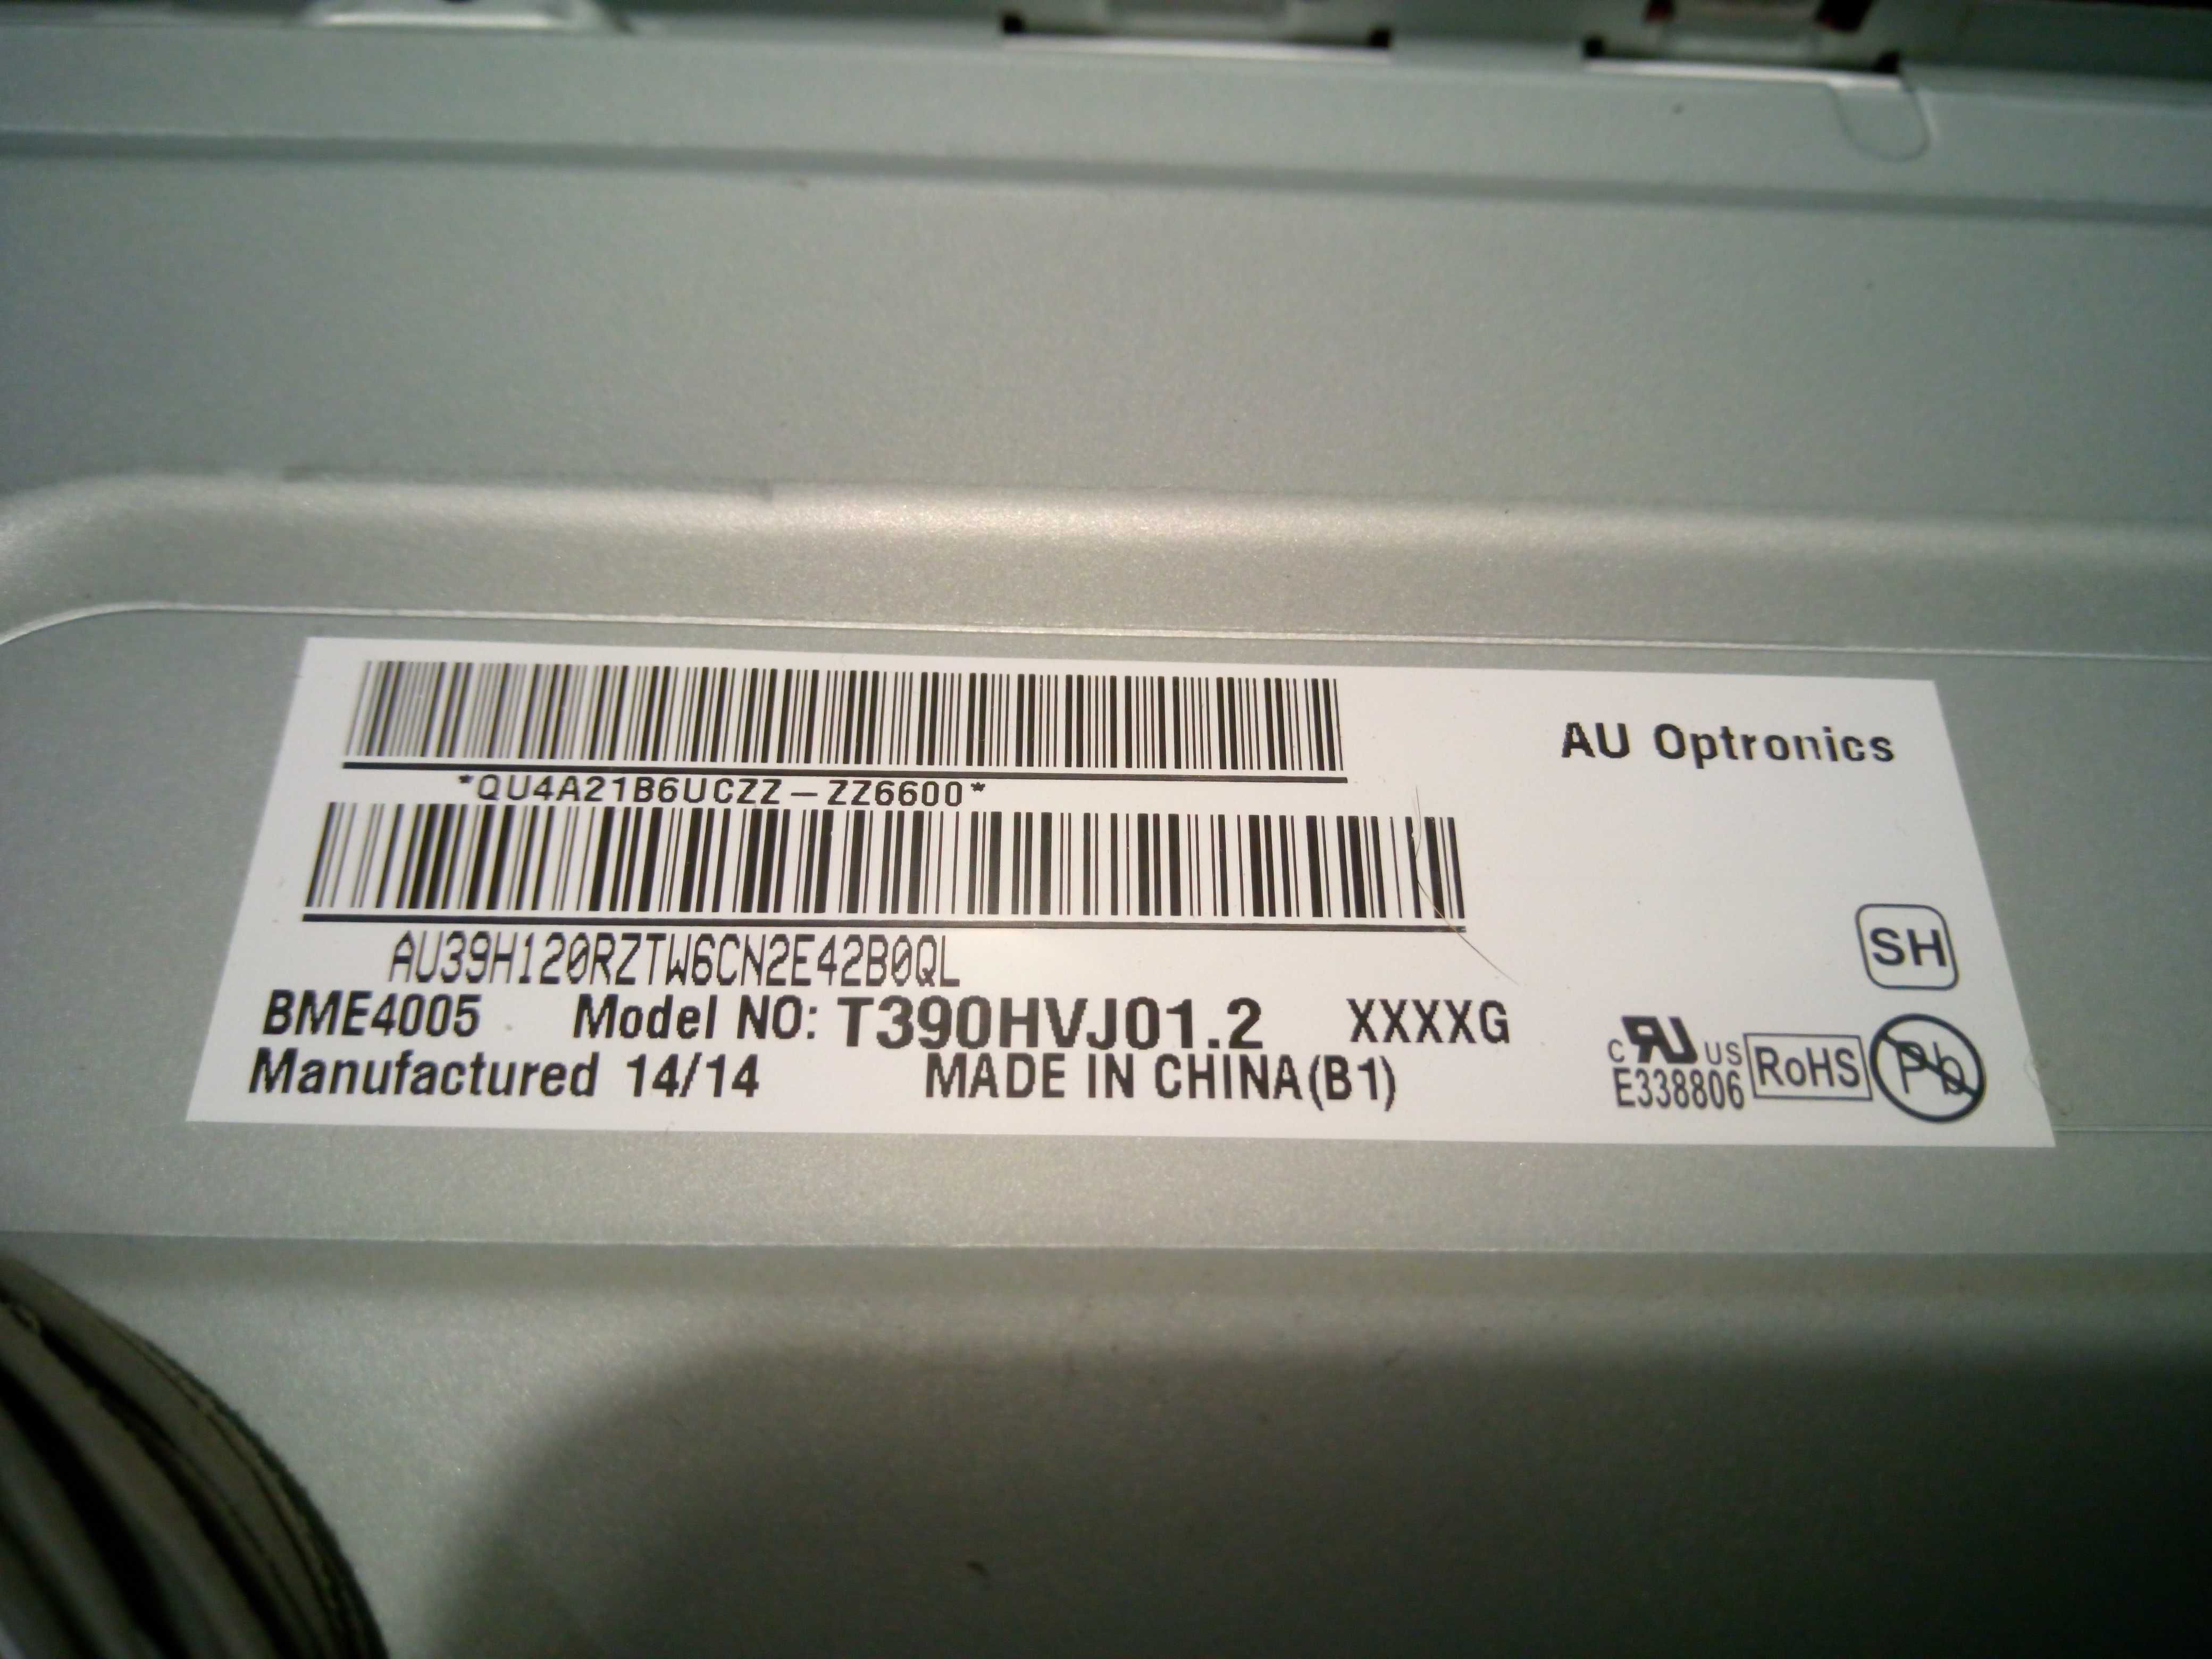 AU Optronics
*QU4A21B6UCZZ-ZZ6600*
AU39H120RZTW6CN2E42B0QL
SH
BME4005 Model NO: T390HVJ01.2 XXXXG
Manufactured 14/14 MADE IN CHINA(B1)
C RU US
E338806
RoHS
Pb